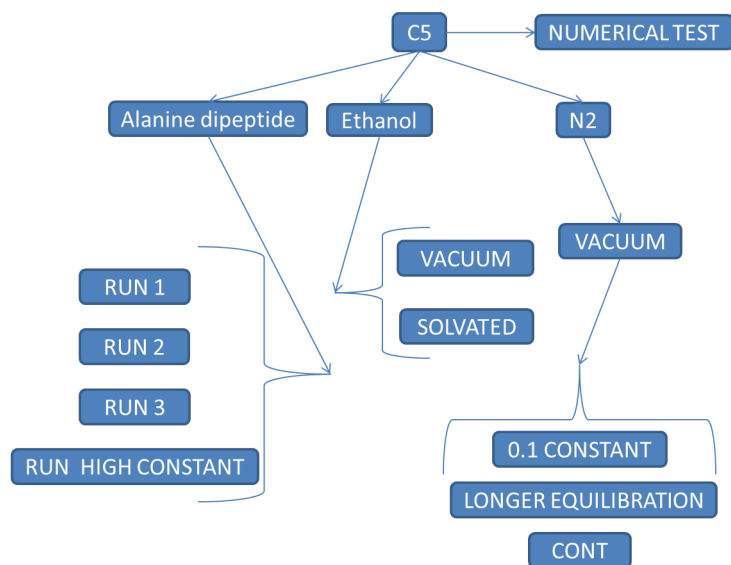 C5
NUMERICAL TEST
Alanine dipeptide
Ethanol
N2
VACUUM
VACUUM
RUN 1
SOLVATED
RUN 2
RUN 3
0.1 CONSTANT
RUN HIGH CONSTANT
LONGER EQUILIBRATION
CONT